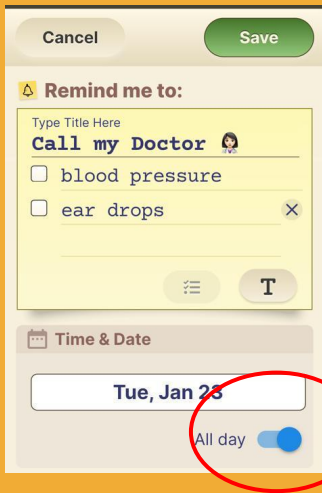 Cancel Save
Remind me to:
Type Title Here
Call my Doctor 👩🏻‍⚕️
blood pressure
ear drops
T
Time & Date
Tue, Jan 23
All day